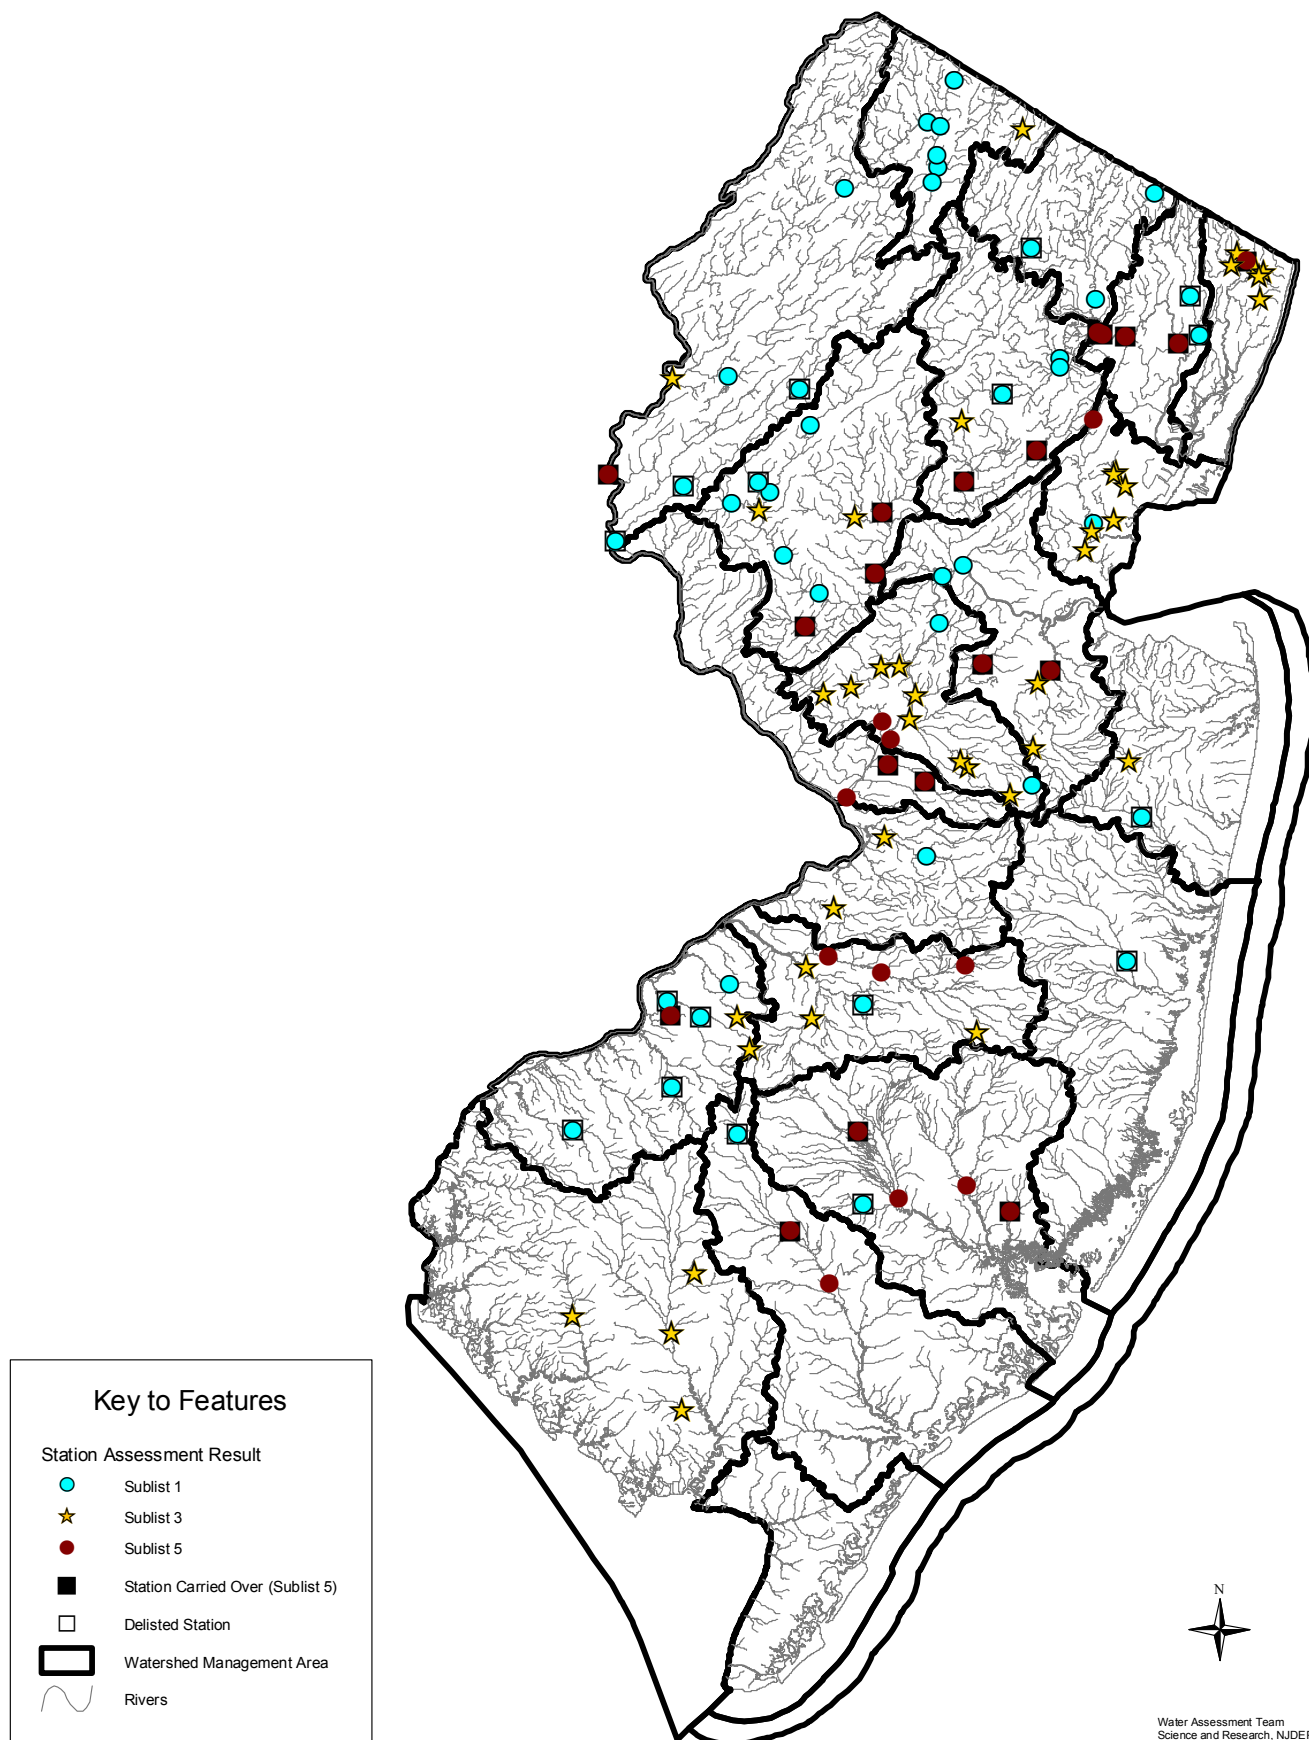 Key to Features
Station Assessment Result
Sublist 1
Sublist 3
Sublist 5
Station Carried Over (Sublist 5)
Delisted Station
Watershed Management Area
Rivers
N
Water Assessment Team
Science and Research, NJDEP